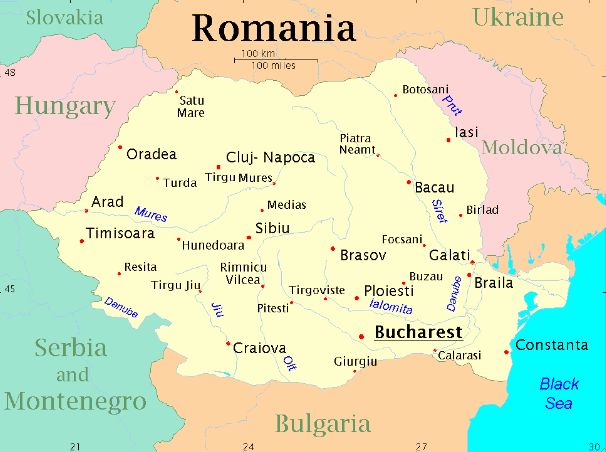 Slovakia
Romania
Ukraine
100 km
100 miles
48
Hungary
Satu
Mare
Botosani
Prut
Iasi
Moldova
Piatra
Neamt
Oradea
Cluj- Napoca
Turda
Tirgu Mures
Bacau
Arad
Mures
Medias
Siret
Birlad
Timisoara
Hunedoara
Sibiu
Focsani
Galati
Brasov
Resita
Rimnicu
Vilcea
Tirgu Jiu
Tirgoviste
Ploiesti
Buzau
Danube
Braila
45
Danube
Jiu
Pitesti
Ialomita
Bucharest
Serbia
and
Montenegro
Craiova
Olt
Giurgiu
Calarasi
Constanta
Black
Sea
Bulgaria
21
24
27
30